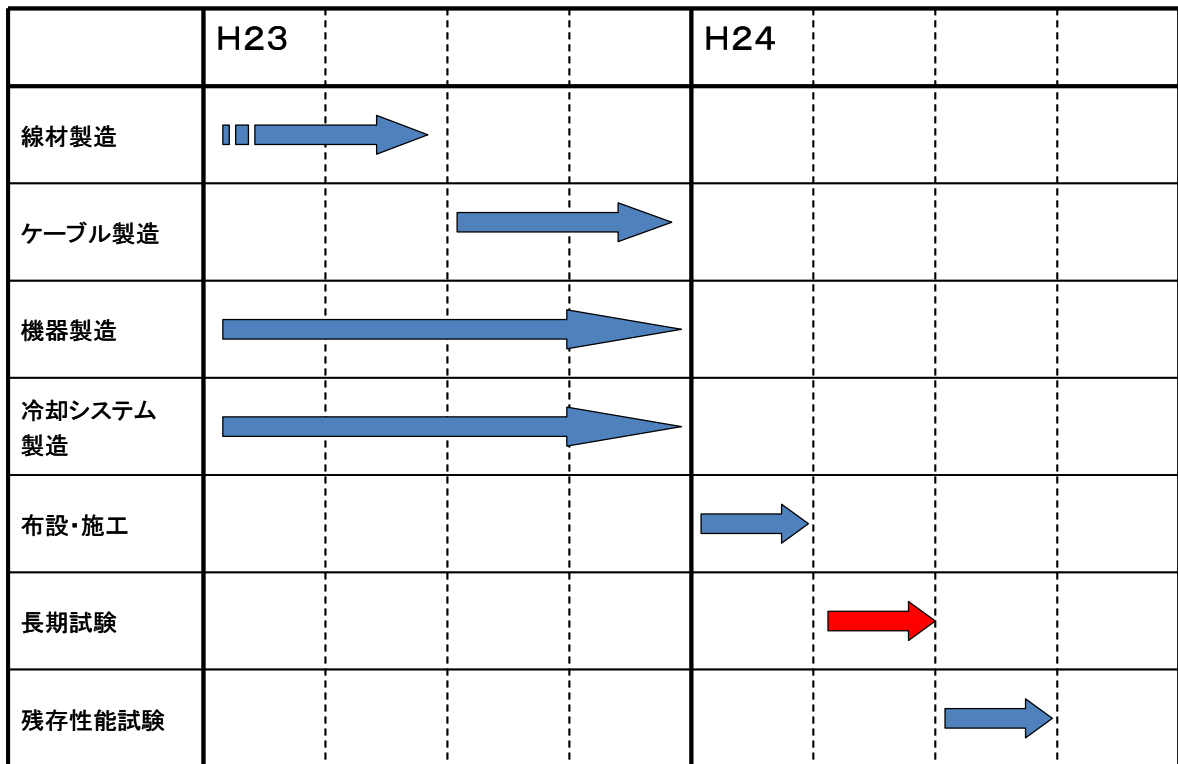 H23
H24
線材製造
ケーブル製造
機器製造
冷却システム
製造
布設・施工
長期試験
残存性能試験